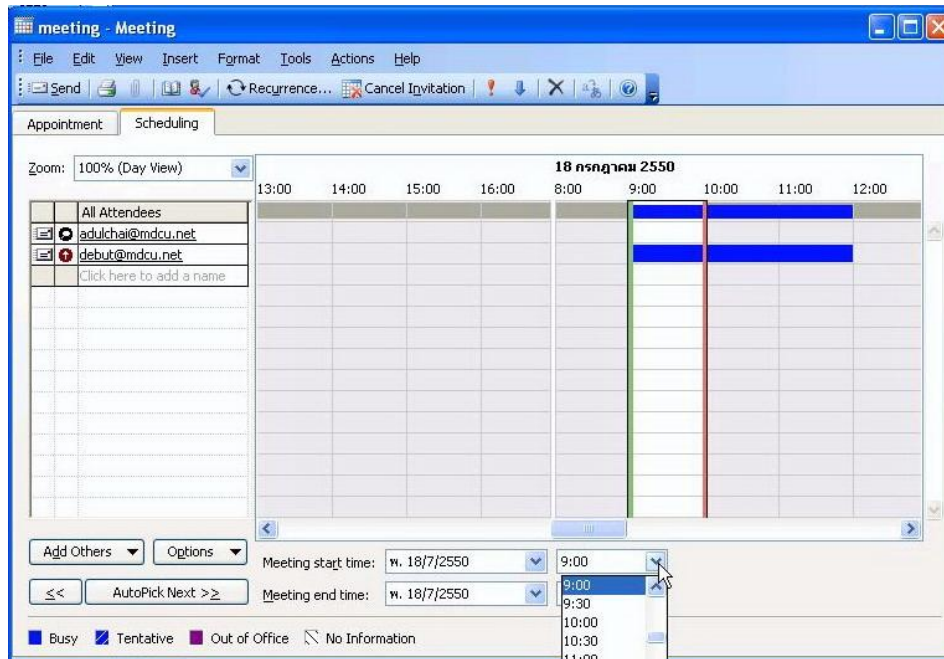 meeting - Meeting
File Edit View Insert Format Tools Actions Help
Send Recurrence... Cancel Invitation
Appointment Scheduling
Zoom: 100% (Day View)
18 กรกฎาคม 2550
13:00 14:00 15:00 16:00 8:00 9:00 10:00 11:00 12:00
All Attendees
adulchai@mdcu.net
debut@mdcu.net
Click here to add a name
Add Others Options
Meeting start time: พ. 18/7/2550 9:00
<< AutoPick Next >>
Meeting end time: พ. 18/7/2550
9:00
9:30
10:00
10:30
11:00
Busy Tentative Out of Office No Information